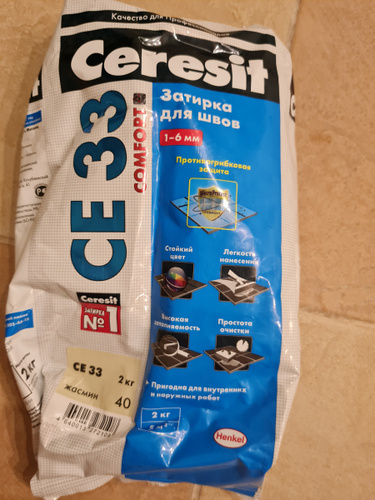 Качество для Профессионалов
Ceresit
CE 33
COMFORT
Затирка
для швов
1-6 мм
Противогрибковая
защита
Стойкий
цвет
Легкость
нанесения
Высокая
Простота
очистки
Ceresit
ЗАТИРКА
№1
CE 33
2 кг
жасмин
40
Пригодна для внутренних
и наружных работ
2 кг
Henkel
2 КГ